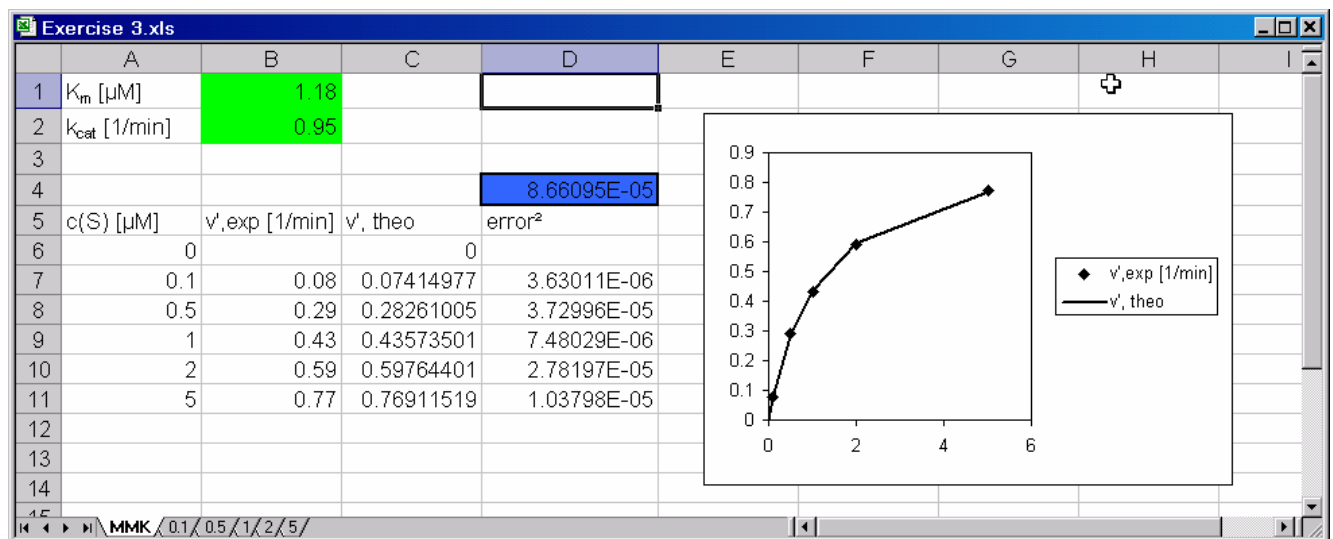 Exercise 3.xls
A B C D E F G H I
1 Km [µM] 1.18
2 kcat [1/min] 0.95
3
4 8.66095E-05
5 c(S) [µM] v',exp [1/min] v', theo error²
6 0 0
7 0.1 0.08 0.07414977 3.63011E-06
8 0.5 0.29 0.28261005 3.72996E-05
9 1 0.43 0.43573501 7.48029E-06
10 2 0.59 0.59764401 2.78197E-05
11 5 0.77 0.76911519 1.03798E-05
12
13
14
15
0.9
0.8
0.7
0.6
0.5
0.4
0.3
0.2
0.1
0
0 2 4 6
v',exp [1/min]
v', theo
MMK / 0.1 / 0.5 / 1 / 2 / 5 /